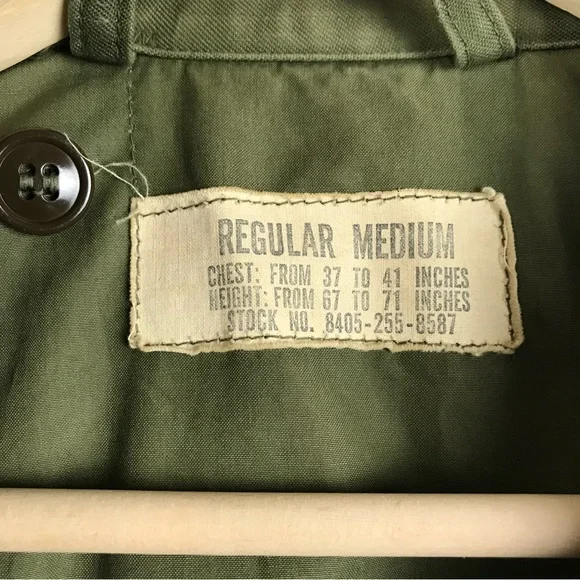 REGULAR MEDIUM
CHEST: FROM 37 TO 41 INCHES
HEIGHT: FROM 67 TO 71 INCHES
STOCK NO. 8405-255-8587